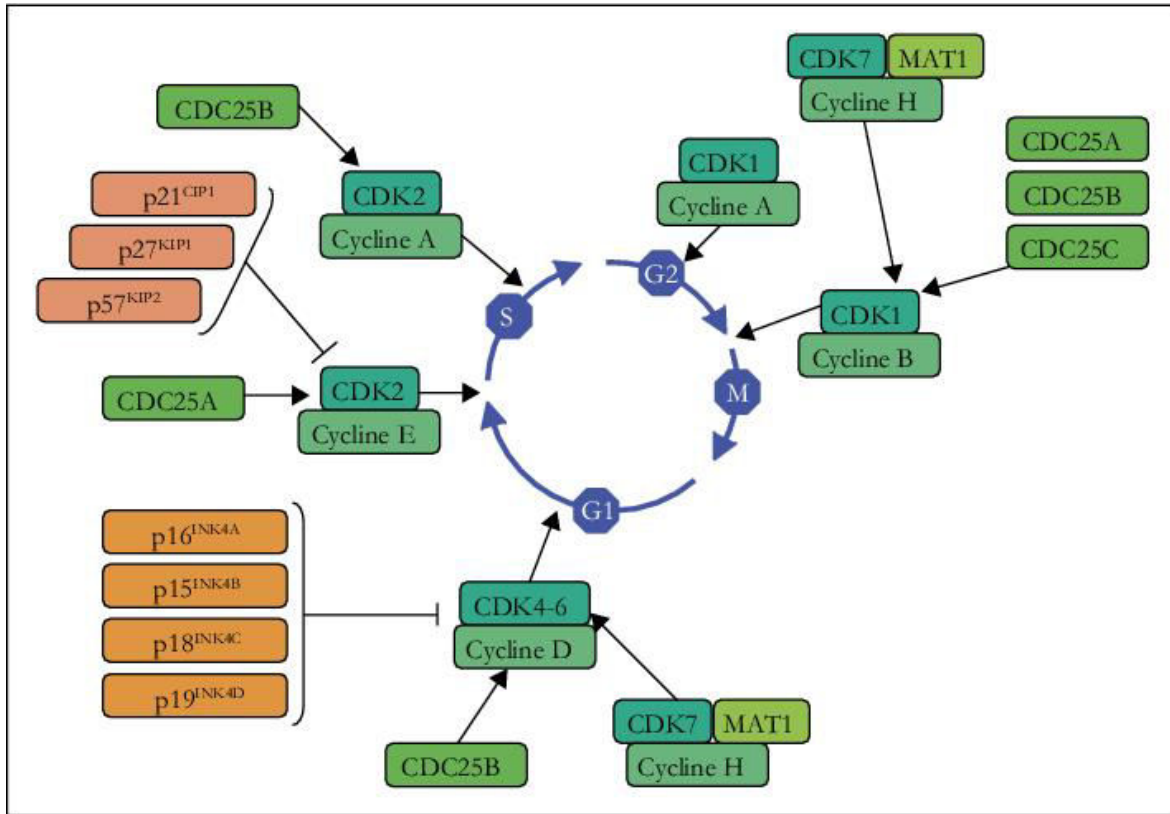 CDK7 MAT1
Cycline H
CDC25B
CDC25A
CDK1
Cycline A
CDC25B
p21CIP1
CDK2
Cycline A
p27KIP1
CDC25C
p57KIP2
G2
S
CDK1
Cycline B
CDC25A
CDK2
Cycline E
M
G1
p16INK4A
p15INK4B
CDK4-6
Cycline D
p18INK4C
p19INK4D
CDK7 MAT1
Cycline H
CDC25B